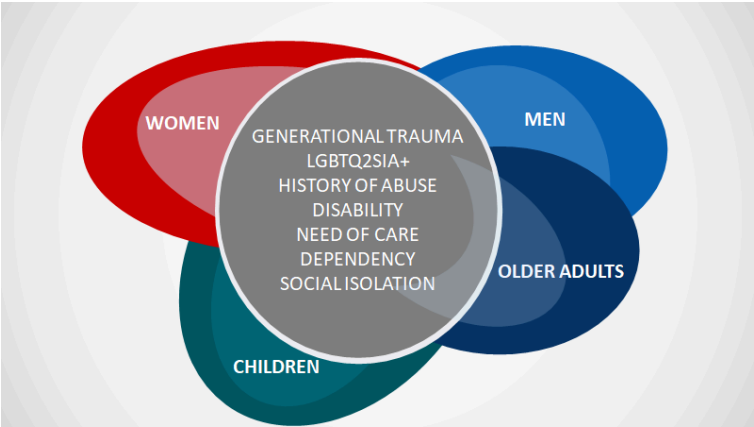 WOMEN
MEN
GENERATIONAL TRAUMA
LGBTQ2SIA+
HISTORY OF ABUSE
DISABILITY
NEED OF CARE
DEPENDENCY
SOCIAL ISOLATION
OLDER ADULTS
CHILDREN